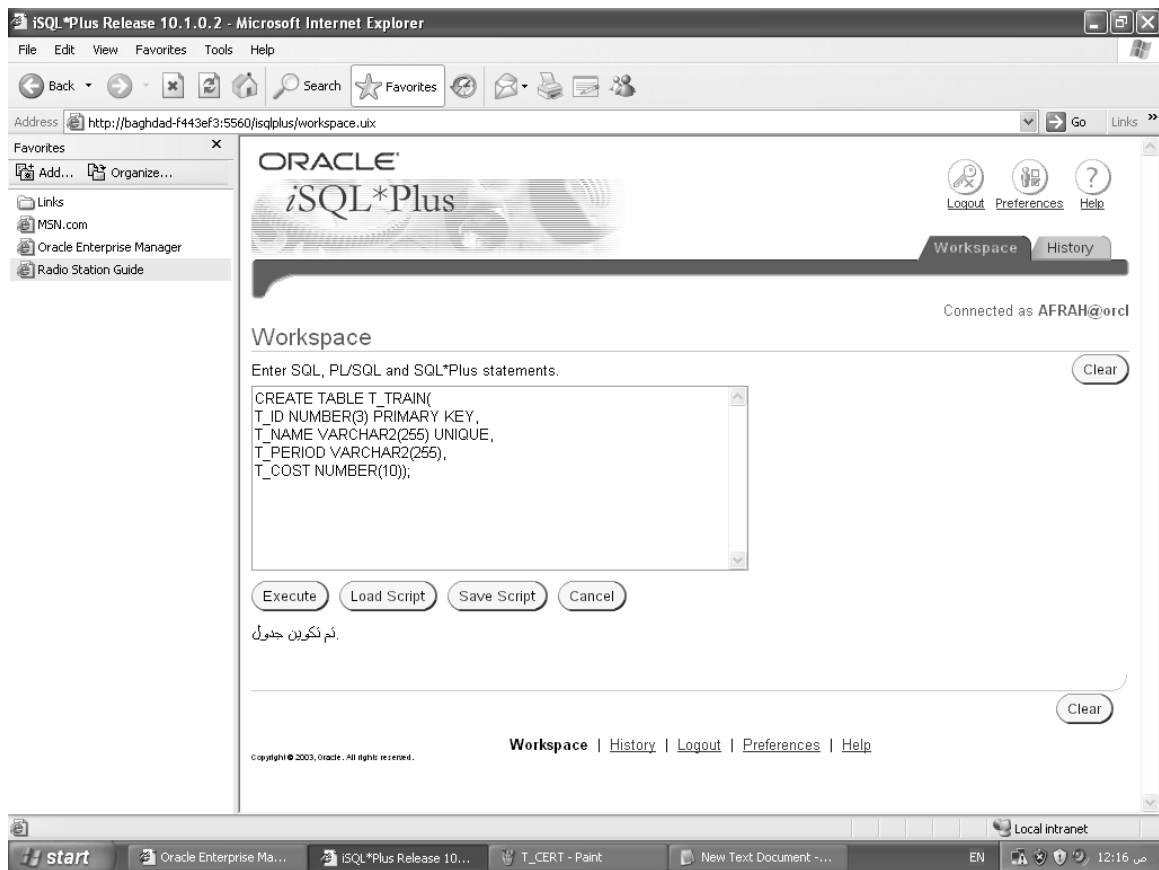 iSQL*Plus Release 10.1.0.2 - Microsoft Internet Explorer
File Edit View Favorites Tools Help
Back Search Favorites
Address http://baghdad-f443ef3:5560/isqlplus/workspace.uix Go Links »
Favorites x
Add... Organize...
Links
MSN.com
Oracle Enterprise Manager
Radio Station Guide
ORACLE
iSQL*Plus
Logout Preferences Help
Workspace History
Connected as AFRAH@orcl
Workspace
Enter SQL, PL/SQL and SQL*Plus statements.
Clear
CREATE TABLE T_TRAIN(
T_ID NUMBER(3) PRIMARY KEY,
T_NAME VARCHAR2(255) UNIQUE,
T_PERIOD VARCHAR2(255),
T_COST NUMBER(10));
Execute Load Script Save Script Cancel
تم تكوين جدول.
Clear
Workspace | History | Logout | Preferences | Help
Copyright © 2003, Oracle. All rights reserved.
Local intranet
start Oracle Enterprise Ma... iSQL*Plus Release 10... T_CERT - Paint New Text Document -... EN 12:16 ص